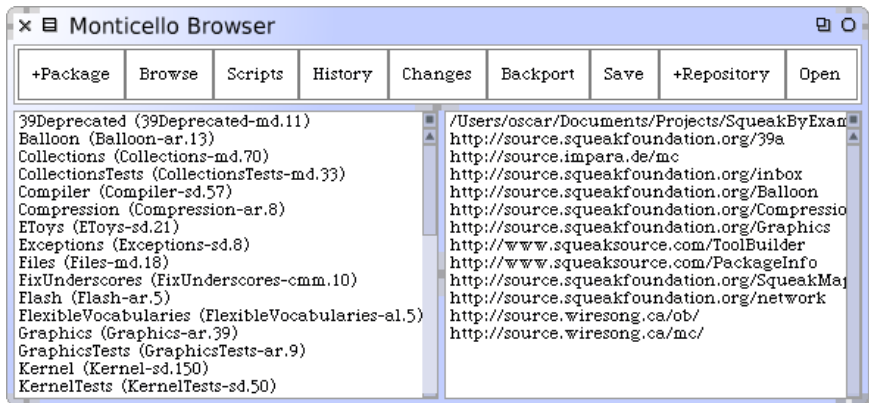 Monticello Browser
+Package Browse Scripts History Changes Backport Save +Repository Open
39Deprecated (39Deprecated-md.11)
Balloon (Balloon-ar.13)
Collections (Collections-md.70)
CollectionsTests (CollectionsTests-md.33)
Compiler (Compiler-sd.57)
Compression (Compression-ar.8)
EToys (EToys-sd.21)
Exceptions (Exceptions-sd.8)
Files (Files-md.18)
FixUnderscores (FixUnderscores-cmm.10)
Flash (Flash-ar.5)
FlexibleVocabularies (FlexibleVocabularies-al.5)
Graphics (Graphics-ar.39)
GraphicsTests (GraphicsTests-ar.9)
Kernel (Kernel-sd.150)
KernelTests (KernelTests-sd.50)
/Users/oscar/Documents/Projects/SqueakByExam
http://source.squeakfoundation.org/39a
http://source.impara.de/mc
http://source.squeakfoundation.org/inbox
http://source.squeakfoundation.org/Balloon
http://source.squeakfoundation.org/Compressio
http://source.squeakfoundation.org/Graphics
http://www.squeaksource.com/ToolBuilder
http://www.squeaksource.com/PackageInfo
http://source.squeakfoundation.org/SqueakMap
http://source.squeakfoundation.org/network
http://source.wiresong.ca/ob/
http://source.wiresong.ca/mc/